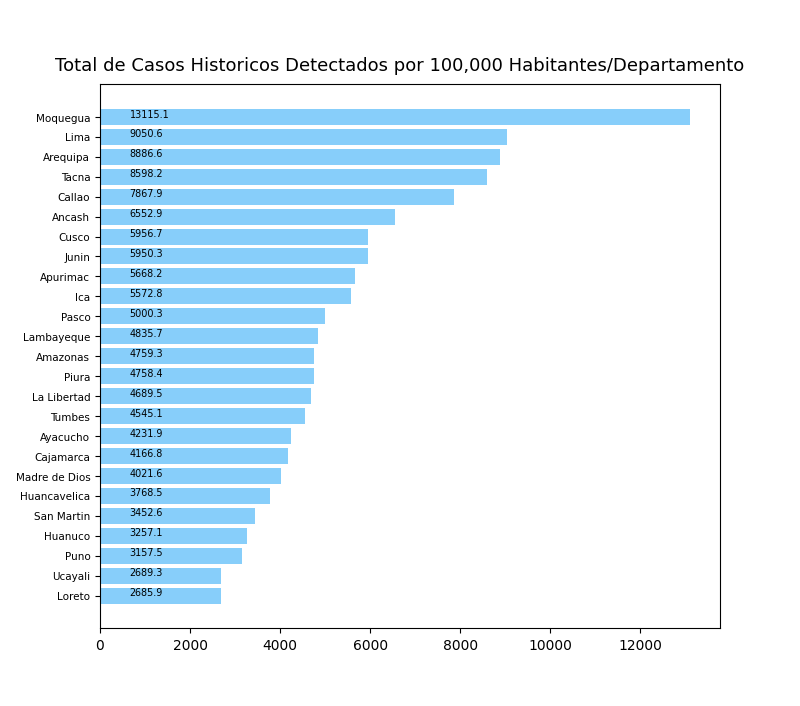 Total de Casos Historicos Detectados por 100,000 Habitantes/Departamento
Moquegua 13115.1
Lima 9050.6
Arequipa 8886.6
Tacna 8598.2
Callao 7867.9
Ancash 6552.9
Cusco 5956.7
Junin 5950.3
Apurimac 5668.2
Ica 5572.8
Pasco 5000.3
Lambayeque 4835.7
Amazonas 4759.3
Piura 4758.4
La Libertad 4689.5
Tumbes 4545.1
Ayacucho 4231.9
Cajamarca 4166.8
Madre de Dios 4021.6
Huancavelica 3768.5
San Martin 3452.6
Huanuco 3257.1
Puno 3157.5
Ucayali 2689.3
Loreto 2685.9
0 2000 4000 6000 8000 10000 12000